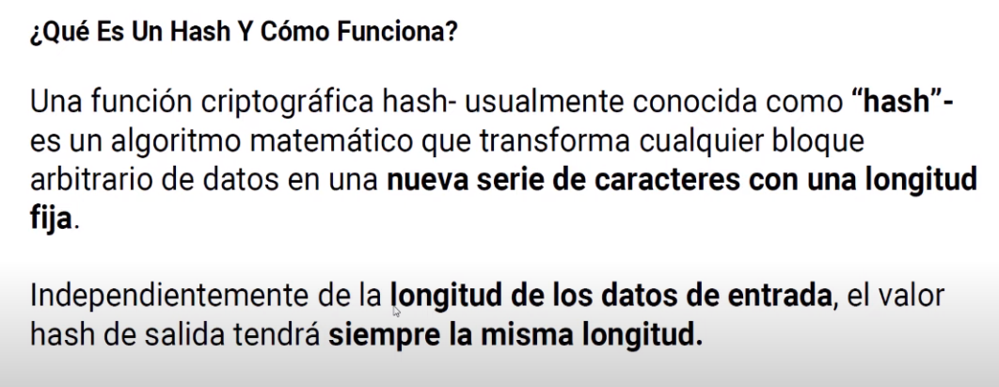 ¿Qué Es Un Hash Y Cómo Funciona?
Una función criptográfica hash- usualmente conocida como “hash”-
es un algoritmo matemático que transforma cualquier bloque
arbitrario de datos en una nueva serie de caracteres con una longitud
fija.
Independientemente de la longitud de los datos de entrada, el valor
hash de salida tendrá siempre la misma longitud.